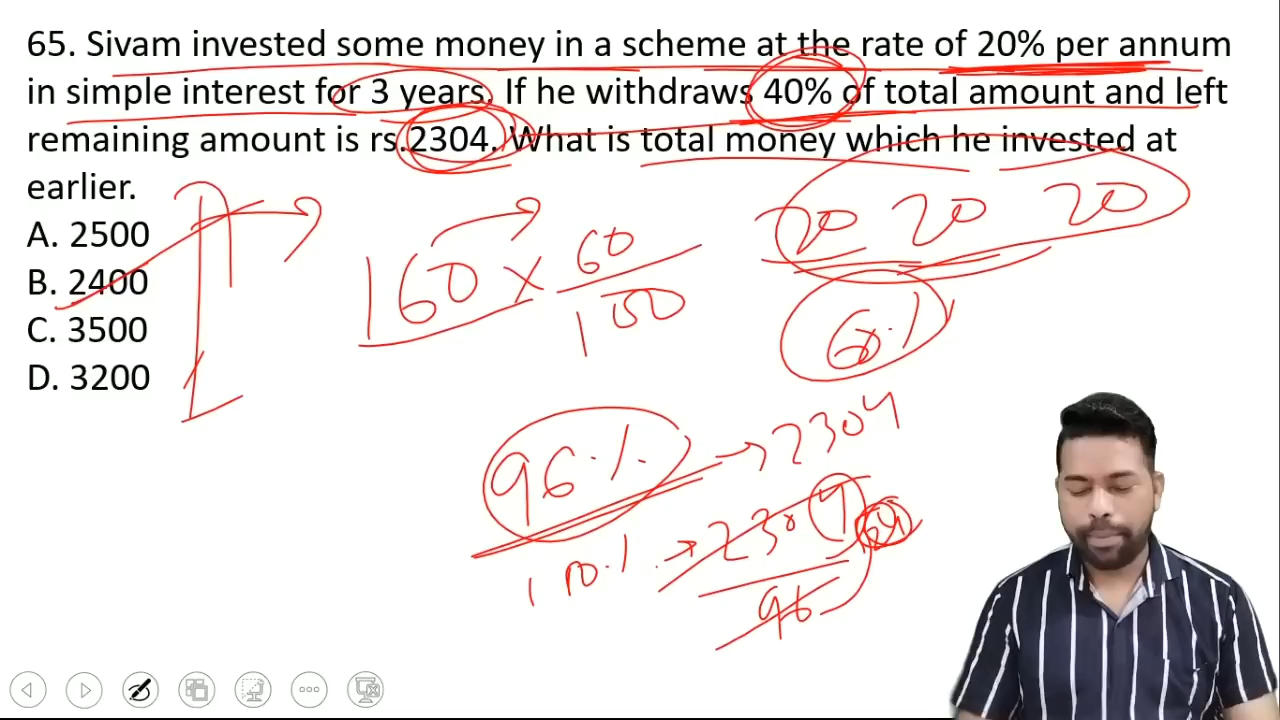 65. Sivam invested some money in a scheme at the rate of 20% per annum
in simple interest for 3 years. If he withdraws 40% of total amount and left
remaining amount is rs.2304. What is total money which he invested at
earlier.
A. 2500
B. 2400
C. 3500
D. 3200
20 20 20
160 × 60
100
60%
96% → 2304
100% → 2304
96